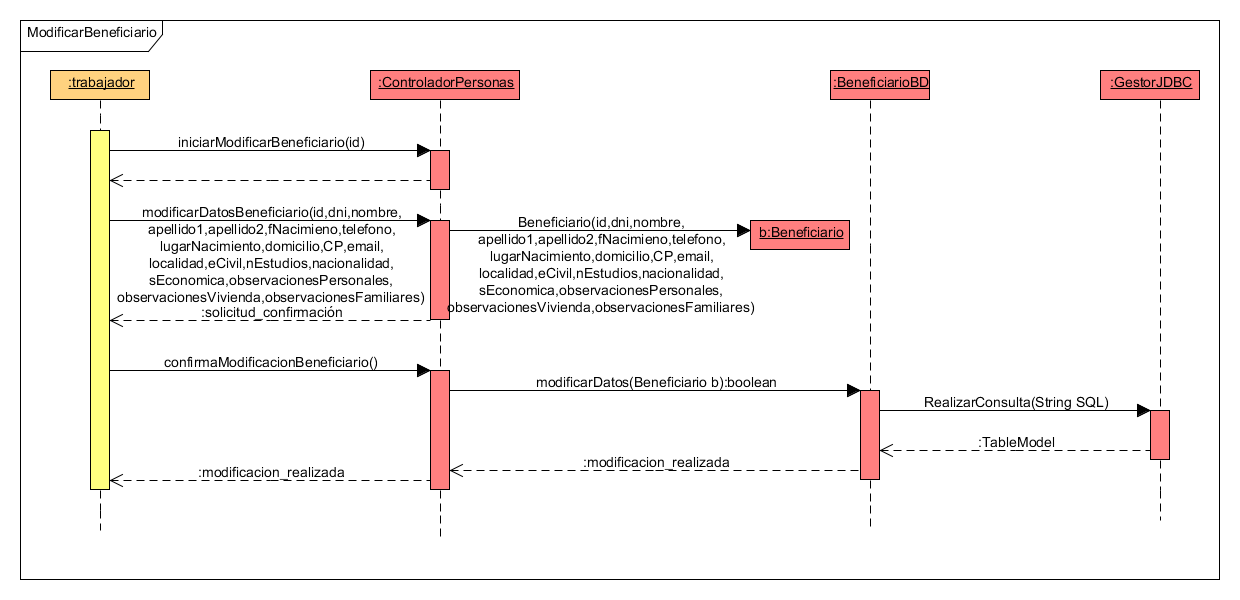 ModificarBeneficiario
:trabajador
:ControladorPersonas
:BeneficiarioBD
:GestorJDBC
iniciarModificarBeneficiario(id)
modificarDatosBeneficiario(id,dni,nombre,
apellido1,apellido2,fNacimieno,telefono,
lugarNacimiento,domicilio,CP,email,
localidad,eCivil,nEstudios,nacionalidad,
sEconomica,observacionesPersonales,
observacionesVivienda,observacionesFamiliares)
:solicitud_confirmación
Beneficiario(id,dni,nombre,
apellido1,apellido2,fNacimieno,telefono,
lugarNacimiento,domicilio,CP,email,
localidad,eCivil,nEstudios,nacionalidad,
sEconomica,observacionesPersonales,
observacionesVivienda,observacionesFamiliares)
b:Beneficiario
confirmaModificacionBeneficiario()
modificarDatos(Beneficiario b):boolean
RealizarConsulta(String SQL)
:TableModel
:modificacion_realizada
:modificacion_realizada